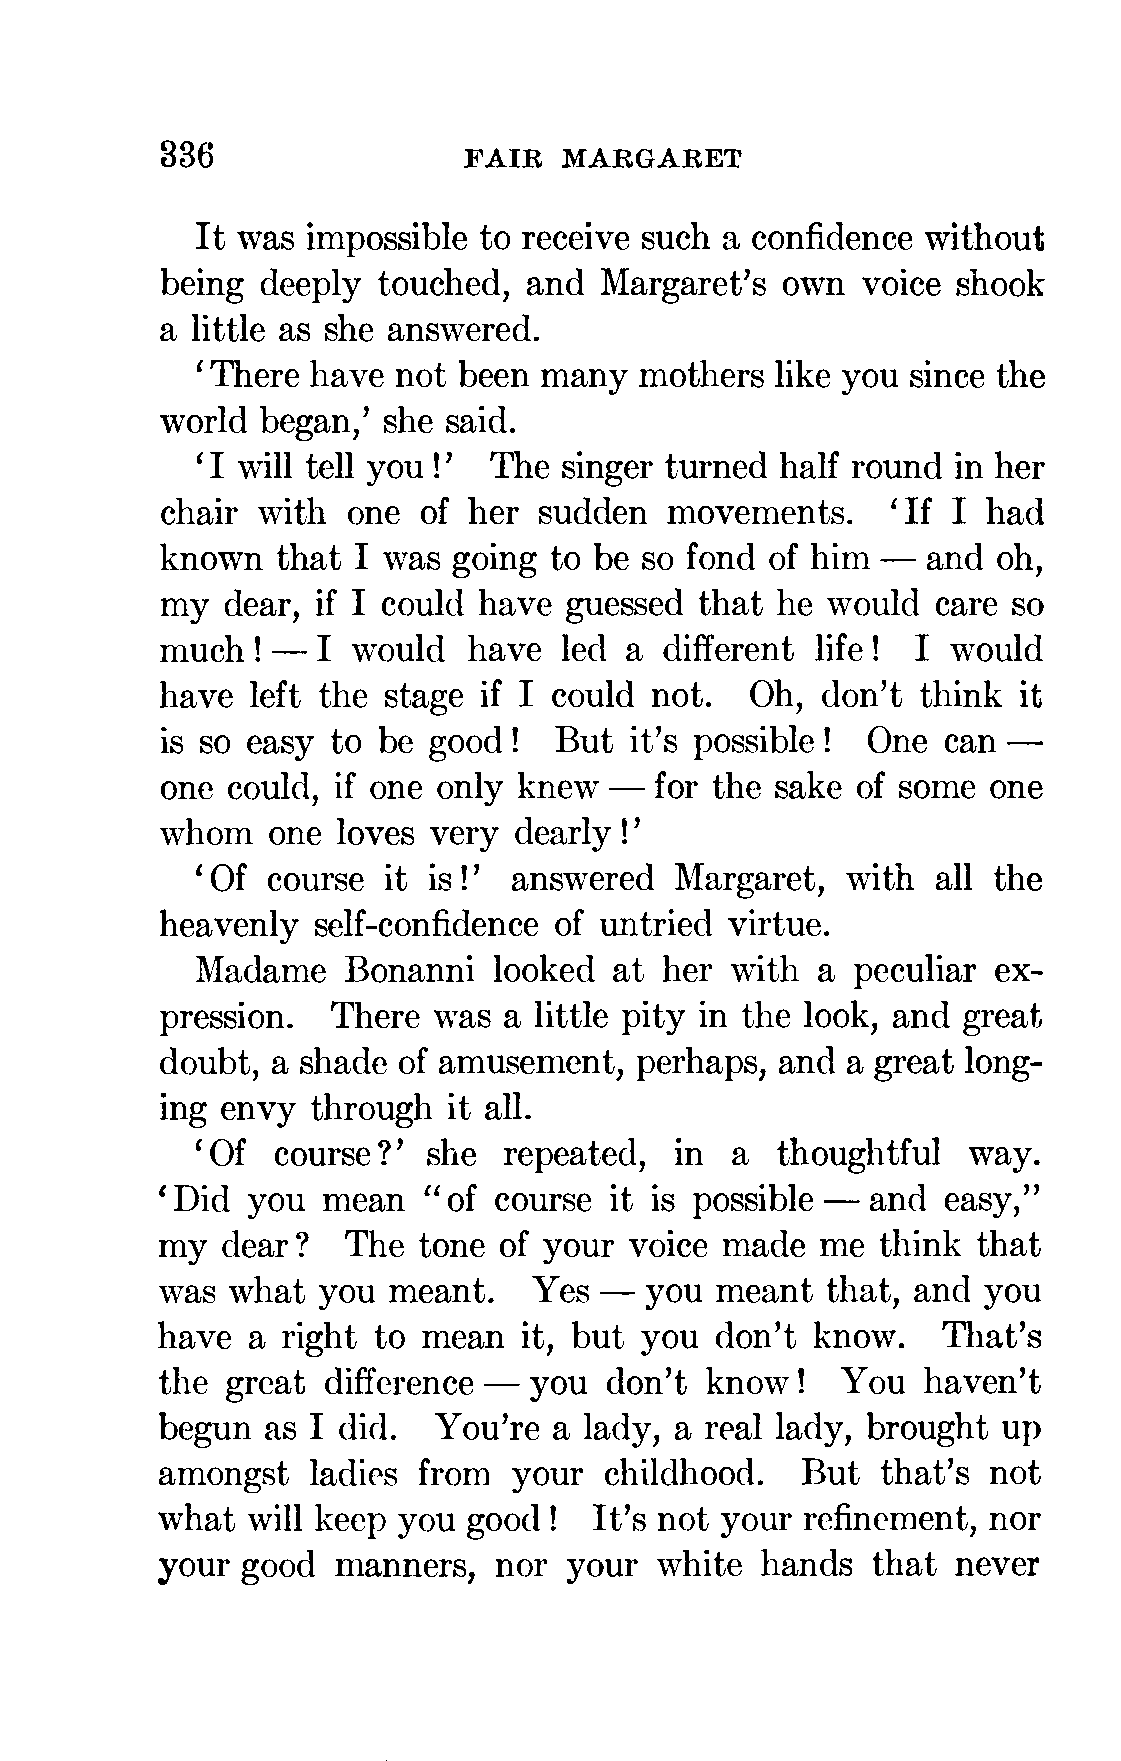 336 FAIR MARGARET
It was impossible to receive such a confidence without
being deeply touched, and Margaret's own voice shook
a little as she answered.
'There have not been many mothers like you since the
world began,' she said.
'I will tell you!' The singer turned half round in her
chair with one of her sudden movements. 'If I had
known that I was going to be so fond of him — and oh,
my dear, if I could have guessed that he would care so
much! — I would have led a different life! I would
have left the stage if I could not. Oh, don't think it
is so easy to be good! But it's possible! One can —
one could, if one only knew — for the sake of some one
whom one loves very dearly!'
'Of course it is!' answered Margaret, with all the
heavenly self-confidence of untried virtue.
Madame Bonanni looked at her with a peculiar ex-
pression. There was a little pity in the look, and great
doubt, a shade of amusement, perhaps, and a great long-
ing envy through it all.
'Of course?' she repeated, in a thoughtful way.
'Did you mean "of course it is possible — and easy,"
my dear? The tone of your voice made me think that
was what you meant. Yes — you meant that, and you
have a right to mean it, but you don't know. That's
the great difference — you don't know! You haven't
begun as I did. You're a lady, a real lady, brought up
amongst ladies from your childhood. But that's not
what will keep you good! It's not your refinement, nor
your good manners, nor your white hands that never